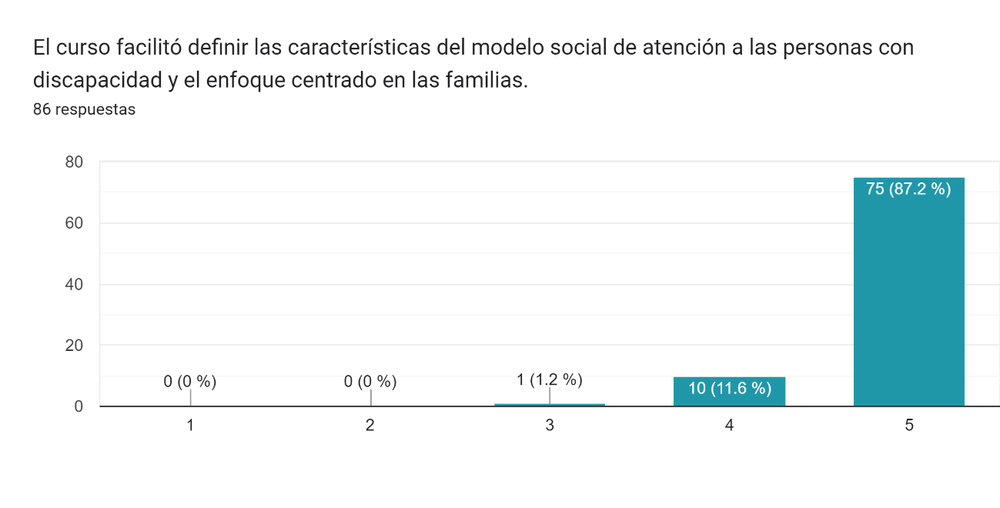 El curso facilitó definir las características del modelo social de atención a las personas con
discapacidad y el enfoque centrado en las familias.
86 respuestas
80
60
40
20
0
0 (0 %)
0 (0 %)
1 (1.2 %)
10 (11.6 %)
75 (87.2 %)
1
2
3
4
5